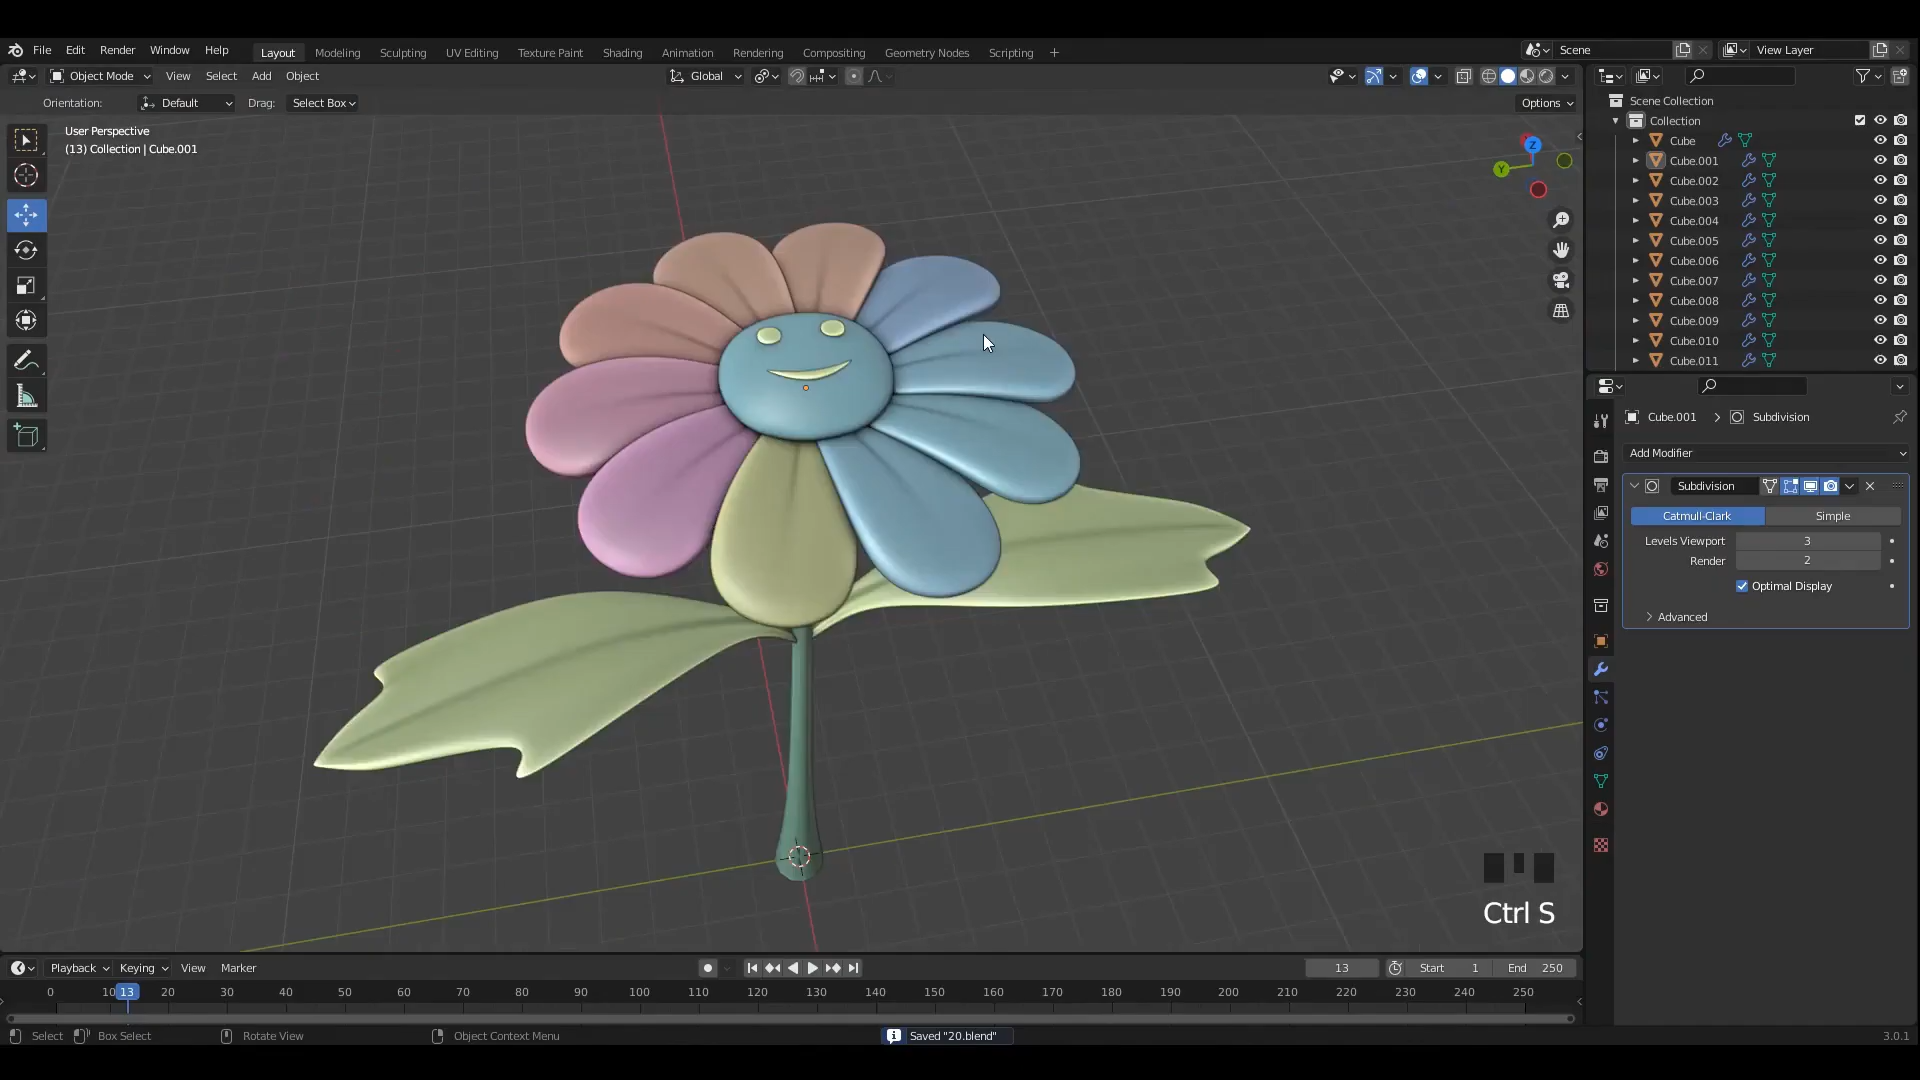 File Edit Render Window Help Layout Modeling Sculpting UV Editing Texture Paint Shading Animation Rendering Compositing Geometry Nodes Scripting + Scene View Layer
Object Mode View Select Add Object Global
Orientation: Default Drag: Select Box Options
User Perspective
(13) Collection | Cube.001
Z
Y
Scene Collection
Collection
Cube
Cube.001
Cube.002
Cube.003
Cube.004
Cube.005
Cube.006
Cube.007
Cube.008
Cube.009
Cube.010
Cube.011
Cube.001 > Subdivision
Add Modifier
Subdivision
Catmull-Clark Simple
Levels Viewport 3
Render 2
Optimal Display
Advanced
Ctrl S
Playback Keying View Marker 13 Start 1 End 250
0 10 13 20 30 40 50 60 70 80 90 100 110 120 130 140 150 160 170 180 190 200 210 220 230 240 250
Select Box Select Rotate View Object Context Menu Saved "20.blend" 3.0.1